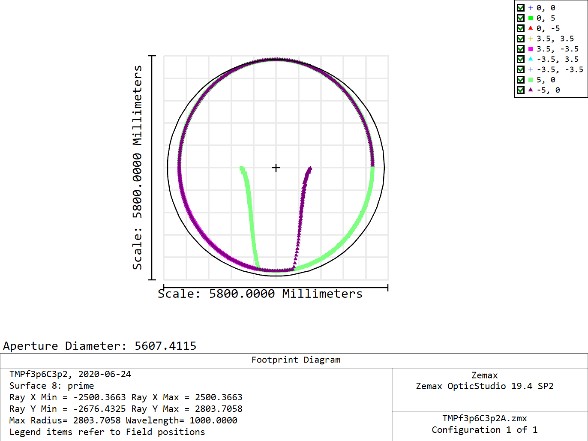 0, 0
0, 5
0, -5
3.5, 3.5
3.5, -3.5
-3.5, 3.5
-3.5, -3.5
5, 0
-5, 0
Scale: 5800.0000 Millimeters
Scale: 5800.0000 Millimeters
Aperture Diameter: 5607.4115
Footprint Diagram
TMPf3p6C3p2, 2020-06-24
Surface 8: prime
Ray X Min = -2500.3663 Ray X Max = 2500.3663
Ray Y Min = -2676.4325 Ray Y Max = 2803.7058
Max Radius= 2803.7058 Wavelength= 1000.0000
Legend items refer to Field positions
Zemax
Zemax OpticStudio 19.4 SP2
TMPf3p6C3p2A.zmx
Configuration 1 of 1